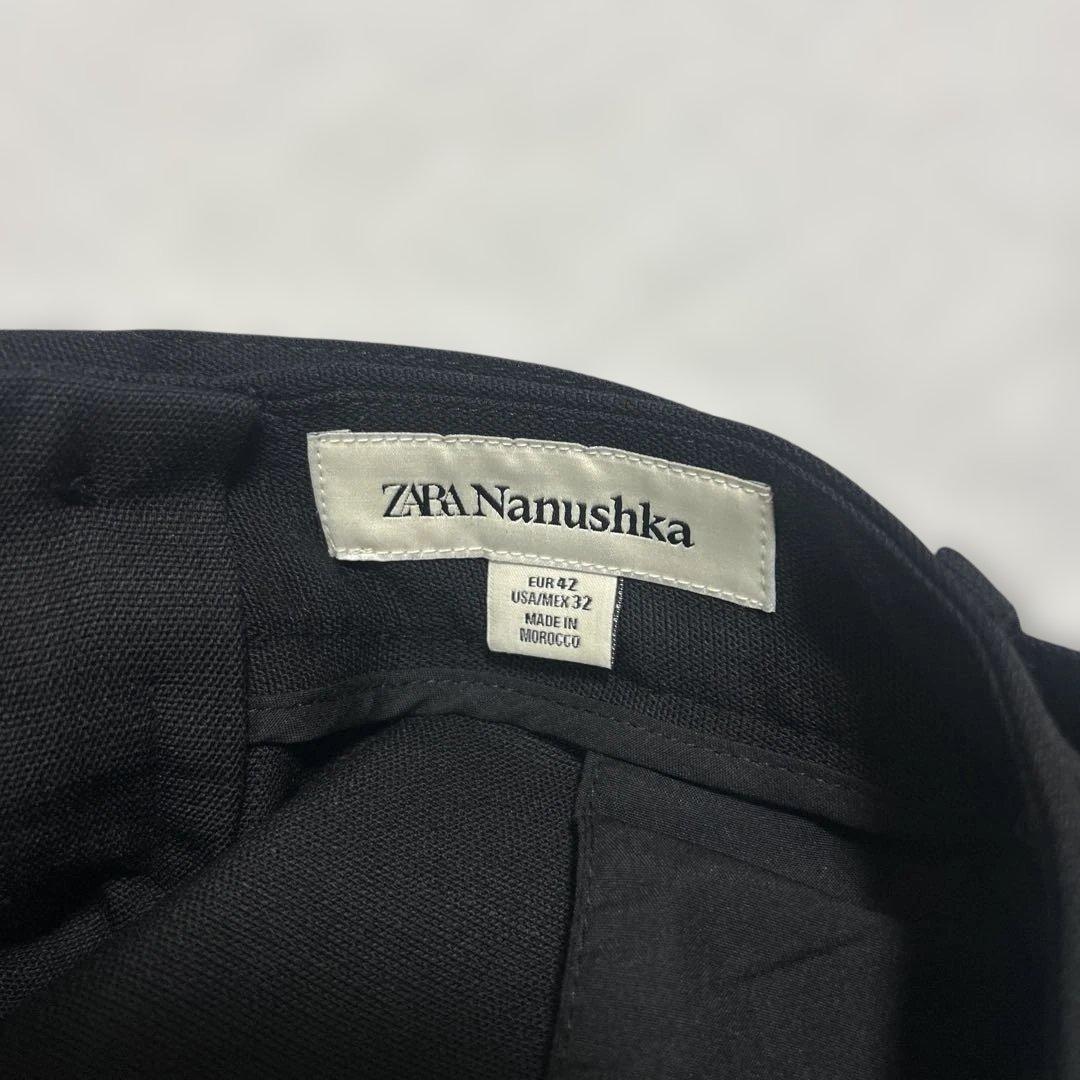 ZARA Nanushka
EUR 42
USA/MEX 32
MADE IN
MOROCCO